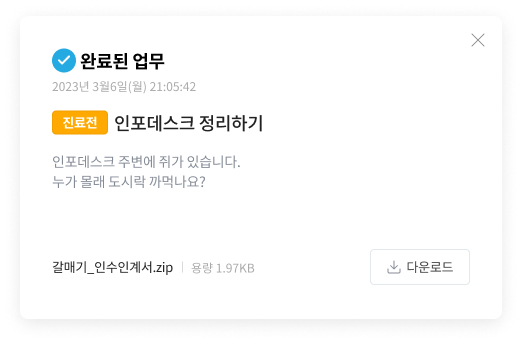 완료된 업무
2023년 3월6일(월) 21:05:42
진료전 인포데스크 정리하기
인포데스크 주변에 쥐가 있습니다.
누가 몰래 도시락 까먹나요?
갈매기_인수인계서.zip 용량 1.97KB 다운로드